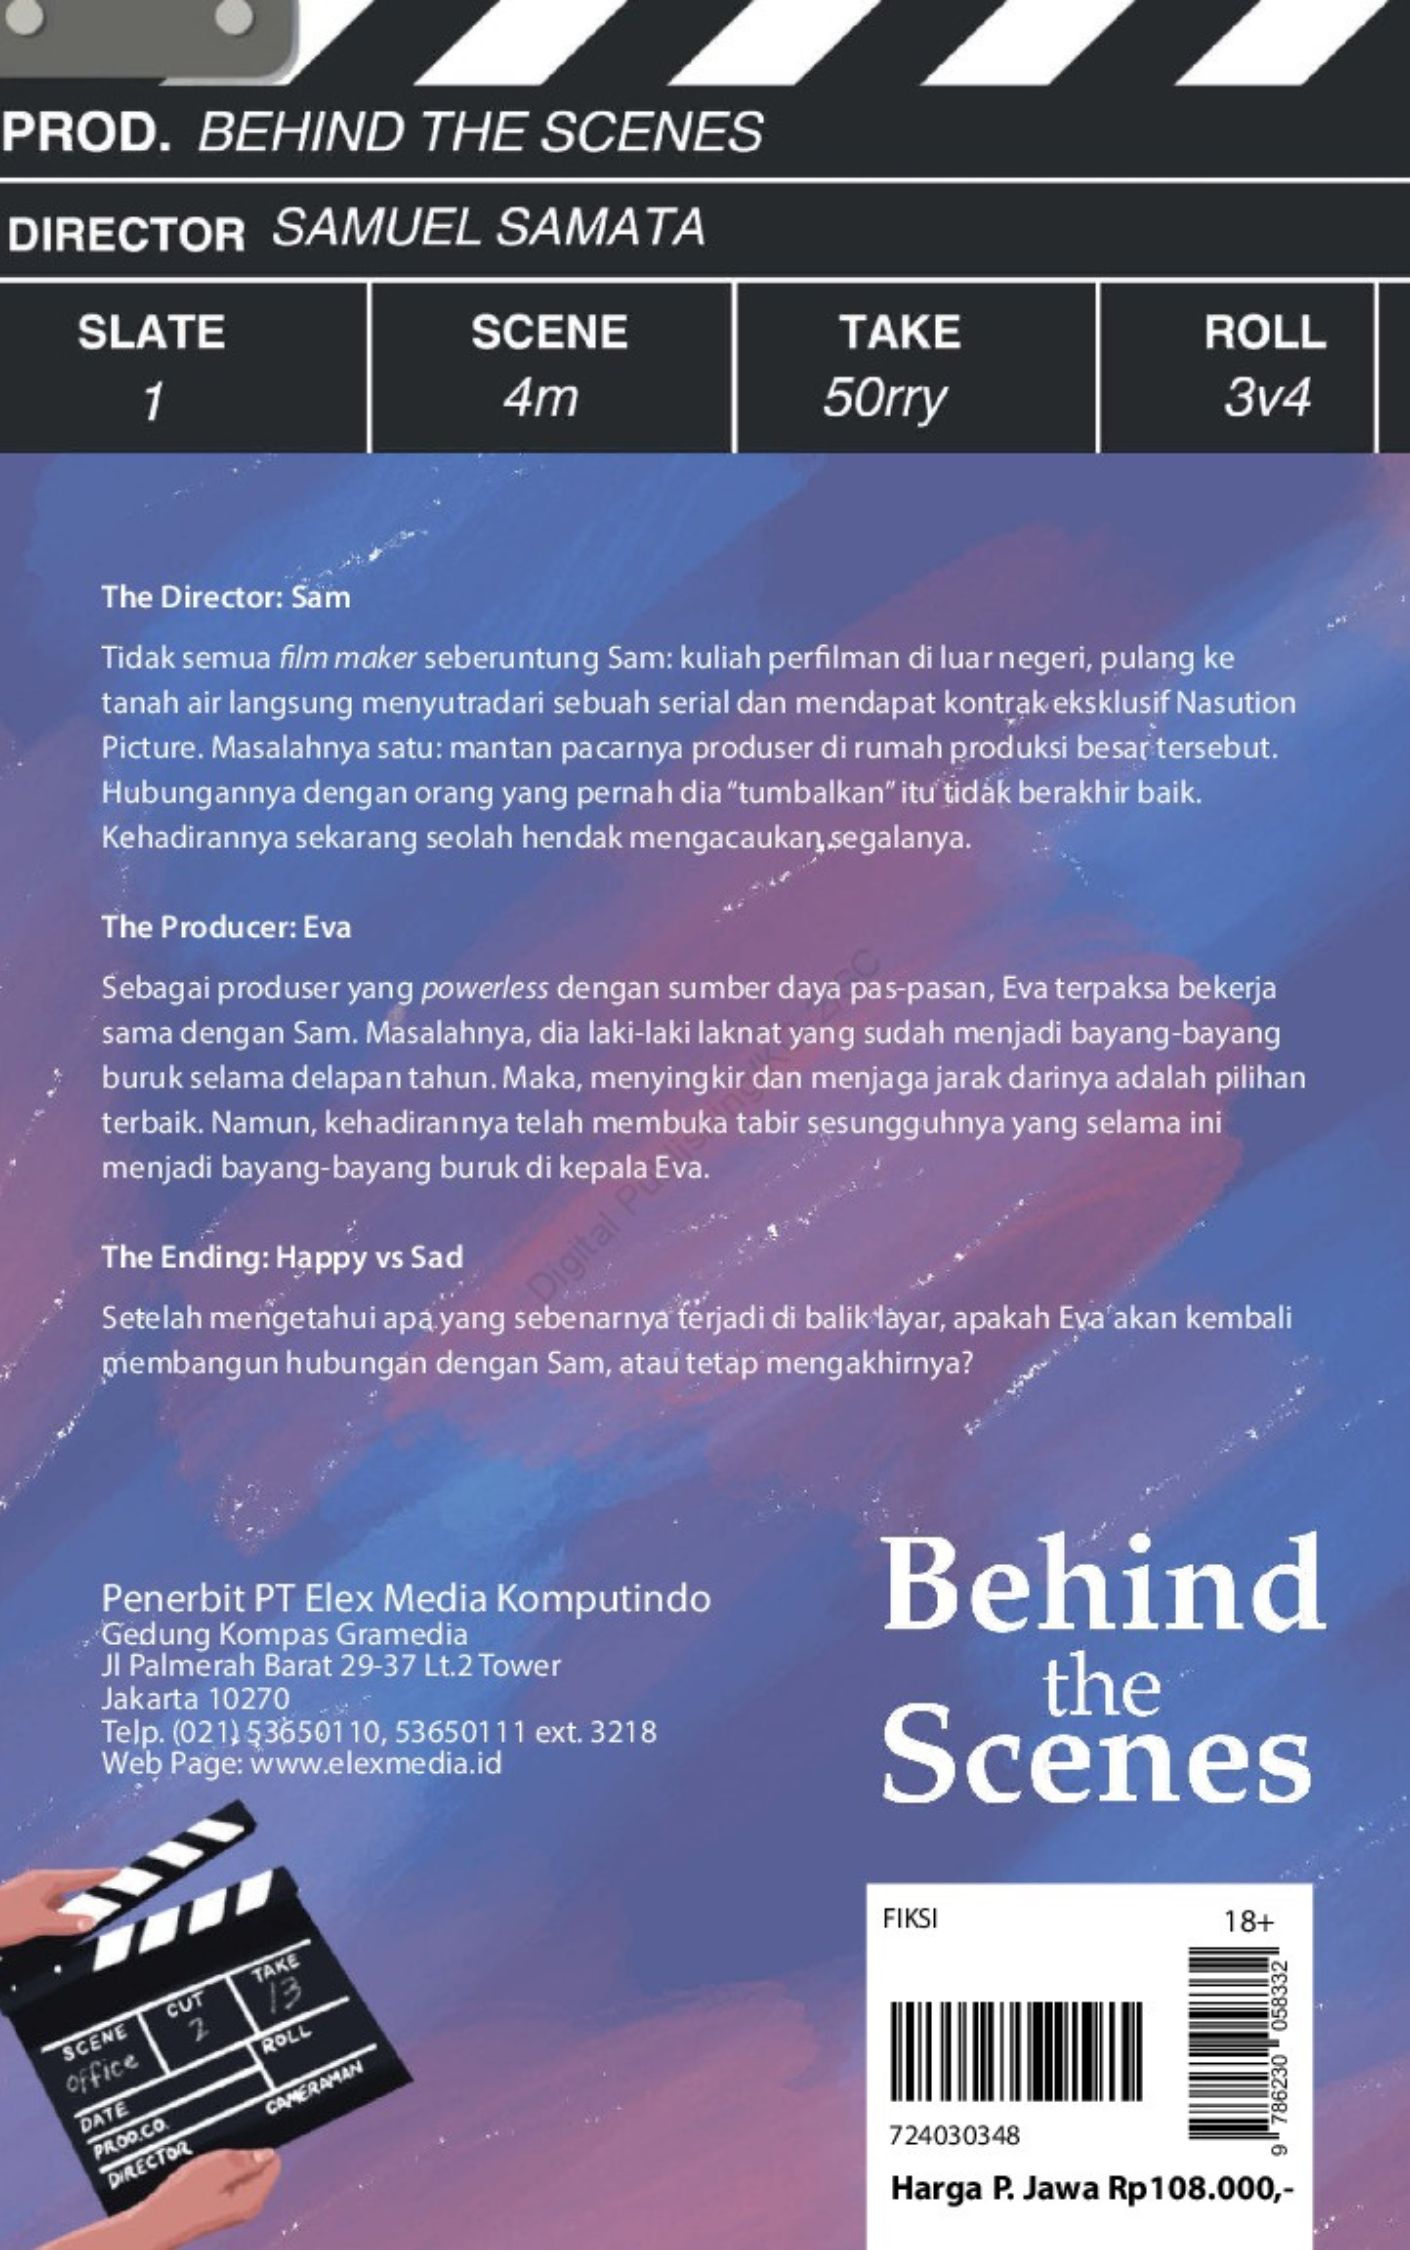 PROD. BEHIND THE SCENES
DIRECTOR SAMUEL SAMATA
SLATE SCENE TAKE ROLL
1 4m 50rry 3v4
The Director: Sam
Tidak semua film maker seberuntung Sam: kuliah perfilman di luar negeri, pulang ke
tanah air langsung menyutradari sebuah serial dan mendapat kontrak eksklusif Nasution
Picture. Masalahnya satu: mantan pacarnya produser di rumah produksi besar tersebut.
Hubungannya dengan orang yang pernah dia “tumbalkan” itu tidak berakhir baik.
Kehadirannya sekarang seolah hendak mengacaukan segalanya.
The Producer: Eva
Sebagai produser yang powerless dengan sumber daya pas-pasan, Eva terpaksa bekerja
sama dengan Sam. Masalahnya, dia laki-laki laknat yang sudah menjadi bayang-bayang
buruk selama delapan tahun. Maka, menyingkir dan menjaga jarak darinya adalah pilihan
terbaik. Namun, kehadirannya telah membuka tabir sesungguhnya yang selama ini
menjadi bayang-bayang buruk di kepala Eva.
The Ending: Happy vs Sad
Setelah mengetahui apa yang sebenarnya terjadi di balik layar, apakah Eva akan kembali
membangun hubungan dengan Sam, atau tetap mengakhirnya?
Penerbit PT Elex Media Komputindo
Gedung Kompas Gramedia
Jl Palmerah Barat 29-37 Lt.2 Tower
Jakarta 10270
Telp. (021) 53650110, 53650111 ext. 3218
Web Page: www.elexmedia.id
Behind
the
Scenes
SCENE CUT TAKE
office 2 13
ROLL
DATE
PROD.CO.
DIRECTOR CAMERAMAN
FIKSI 18+
9 786230 058332
724030348
Harga P. Jawa Rp108.000,-